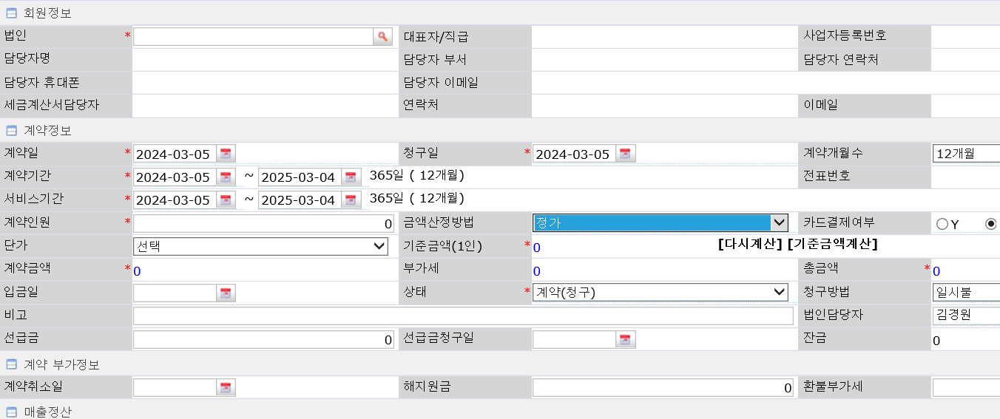 회원정보
법인 * 대표자/직급 사업자등록번호
담당자명 담당자 부서 담당자 연락처
담당자 휴대폰 담당자 이메일
세금계산서담당자 연락처 이메일
계약정보
계약일 * 2024-03-05 청구일 * 2024-03-05 계약개월수 12개월
계약기간 * 2024-03-05 ~ 2025-03-04 365일 ( 12개월) 전표번호
서비스기간 * 2024-03-05 ~ 2025-03-04 365일 ( 12개월)
계약인원 * 0 금액산정방법 정가 카드결제여부 Y
단가 선택 기준금액(1인) * 0 [다시계산] [기준금액계산]
계약금액 * 0 부가세 0 총금액 * 0
입금일 상태 * 계약(청구) 청구방법 일시불
비고 법인담당자 김경원
선급금 0 선급금청구일 잔금 0
계약 부가정보
계약취소일 해지원금 0 환불부가세
매출정산